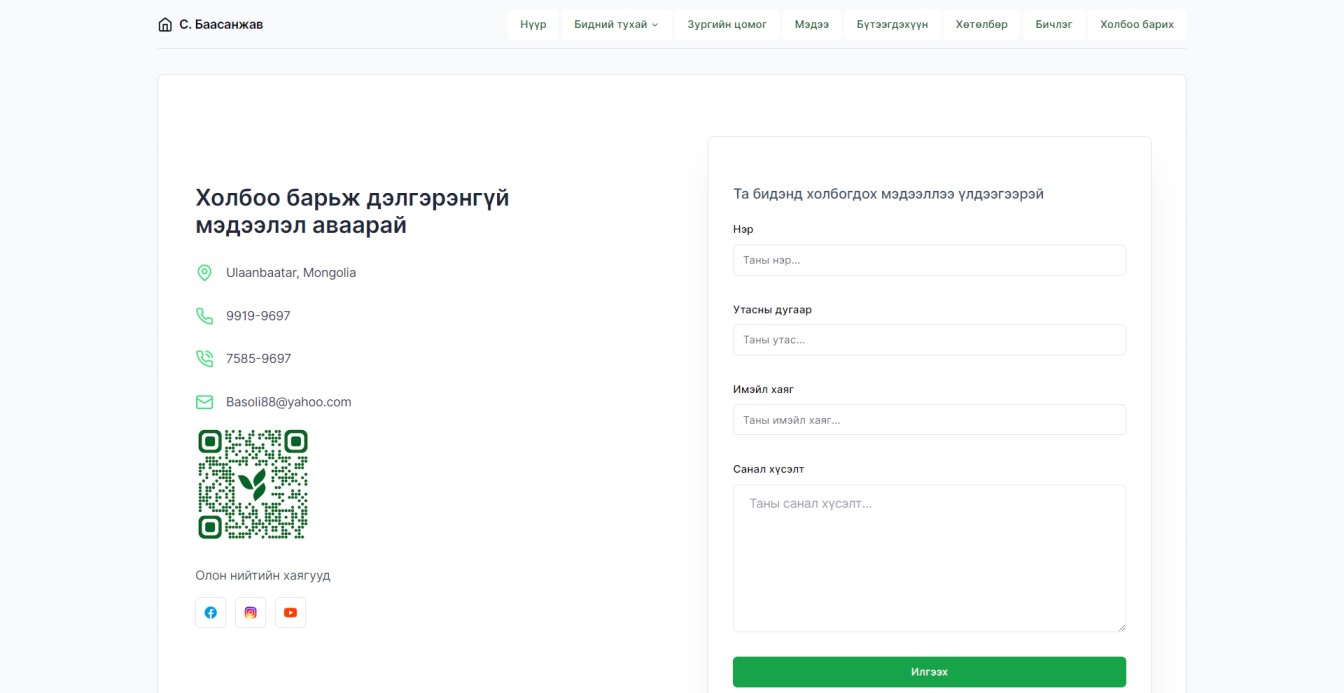 С. Баасанжав
Нүүр
Бидний тухай
Зургийн цомог
Мэдээ
Бүтээгдэхүүн
Хөтөлбөр
Бичлэг
Холбоо барих
Холбоо барьж дэлгэрэнгүй
мэдээлэл аваарай
Ulaanbaatar, Mongolia
9919-9697
7585-9697
Basoli88@yahoo.com
Олон нийтийн хаягууд
Та бидэнд холбогдох мэдээллээ үлдээгээрэй
Нэр
Таны нэр...
Утасны дугаар
Таны утас...
Имэйл хаяг
Таны имэйл хаяг...
Санал хүсэлт
Таны санал хүсэлт...
Илгээх